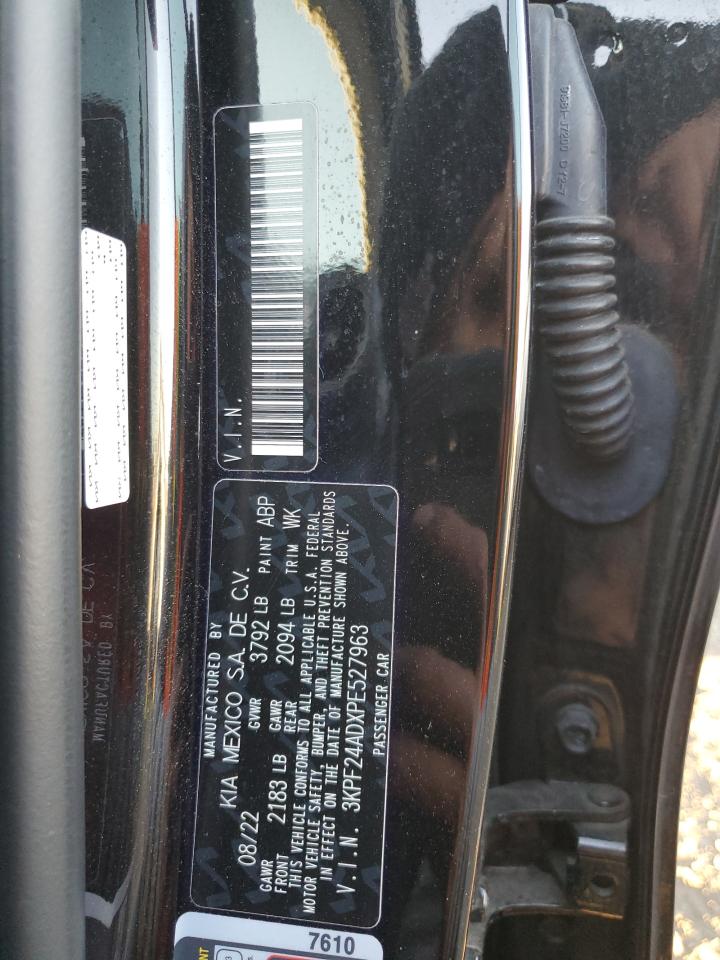 V.I.N.
MANUFACTURED BY
KIA MEXICO S.A. DE C.V.
08/22 GVWR 3792 LB PAINT ABP
GAWR FRONT 2183 LB GAWR REAR 2094 LB TRIM WK
THIS VEHICLE CONFORMS TO ALL APPLICABLE U.S.A. FEDERAL
MOTOR VEHICLE SAFETY, BUMPER, AND THEFT PREVENTION STANDARDS
IN EFFECT ON THE DATE OF MANUFACTURE SHOWN ABOVE.
V.I.N. 3KPF24ADXPE527963
PASSENGER CAR
7610